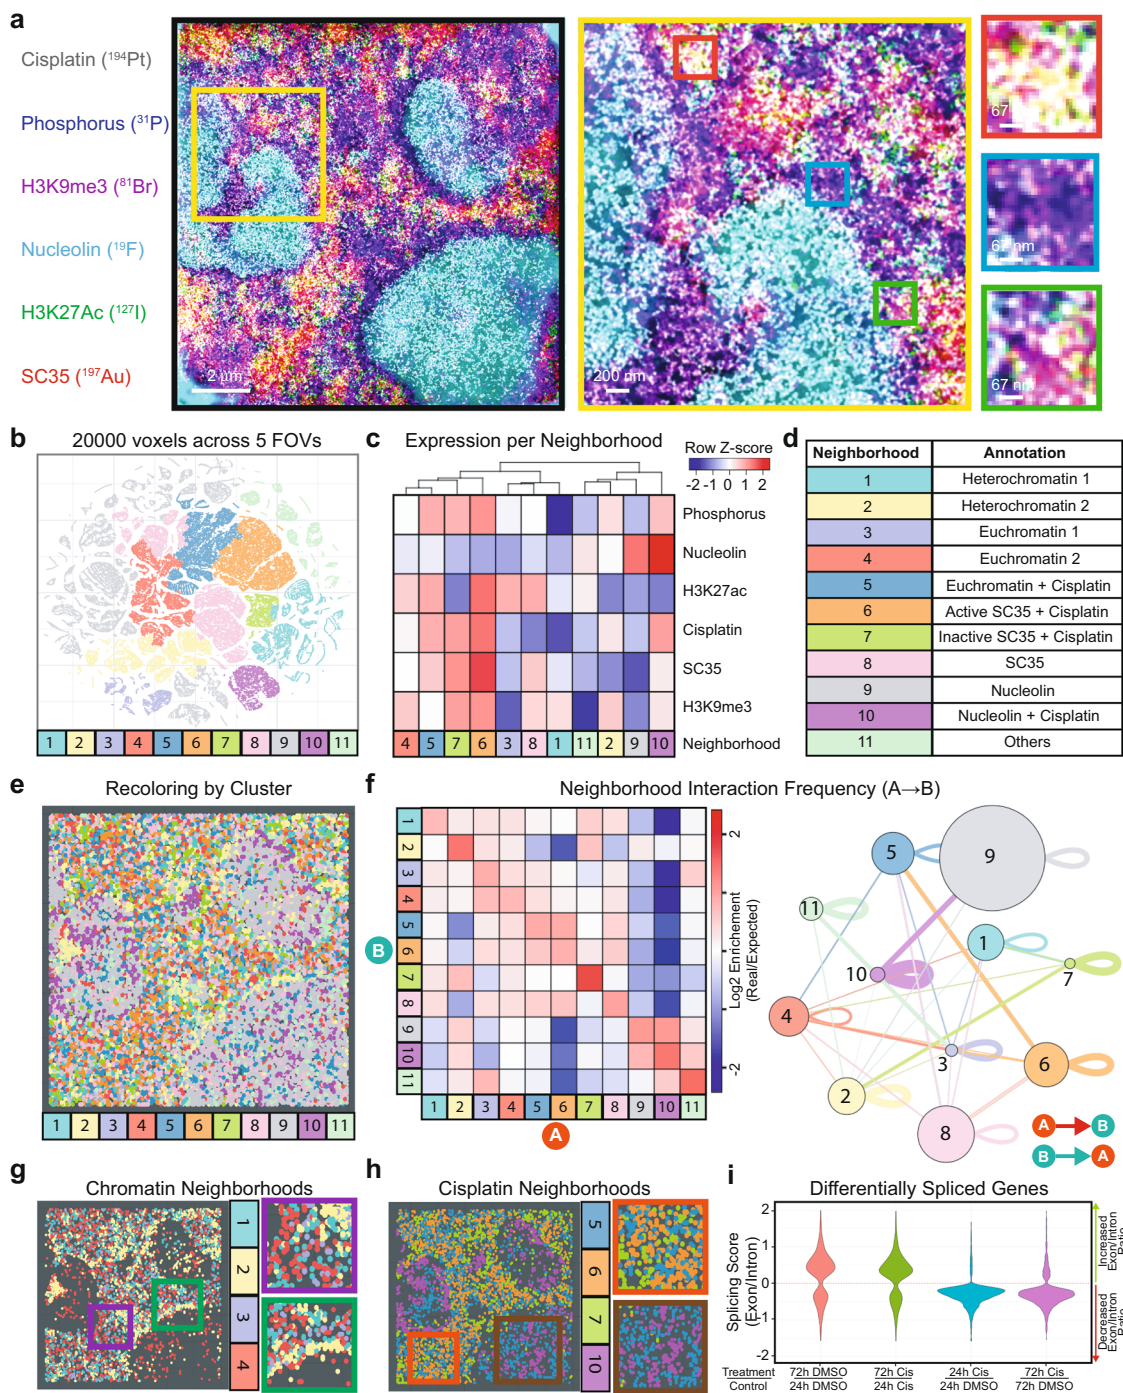 a
Cisplatin (194Pt)
Phosphorus (31P)
H3K9me3 (81Br)
Nucleolin (19F)
H3K27Ac (127I)
SC35 (197Au)
2 µm
200 nm
67
67 nm
67 nm
b
20000 voxels across 5 FOVs
1 2 3 4 5 6 7 8 9 10 11
c
Expression per Neighborhood
Row Z-score
-2 -1 0 1 2
Phosphorus
Nucleolin
H3K27ac
Cisplatin
SC35
H3K9me3
4 5 7 6 3 8 1 11 2 9 10 Neighborhood
d
Neighborhood Annotation
1 Heterochromatin 1
2 Heterochromatin 2
3 Euchromatin 1
4 Euchromatin 2
5 Euchromatin + Cisplatin
6 Active SC35 + Cisplatin
7 Inactive SC35 + Cisplatin
8 SC35
9 Nucleolin
10 Nucleolin + Cisplatin
11 Others
e
Recoloring by Cluster
1 2 3 4 5 6 7 8 9 10 11
f
Neighborhood Interaction Frequency (A→B)
1
2
3
4
5
6
7
8
9
10
11
B
1 2 3 4 5 6 7 8 9 10 11
A
2
0
-2
Log2 Enrichement
(Real/Expected)
5
9
11
1
10
7
4
3
6
2
8
A B
B A
g
Chromatin Neighborhoods
1
2
3
4
h
Cisplatin Neighborhoods
5
6
7
10
i
Differentially Spliced Genes
Splicing Score
(Exon/Intron)
2
1
0
-1
-2
Increased
Exon/Intron
Ratio
Decreased
Exon/Intron
Ratio
Treatment 72h DMSO 72h Cis 24h Cis 72h Cis
Control 24h DMSO 24h Cis 24h DMSO 72h DMSO